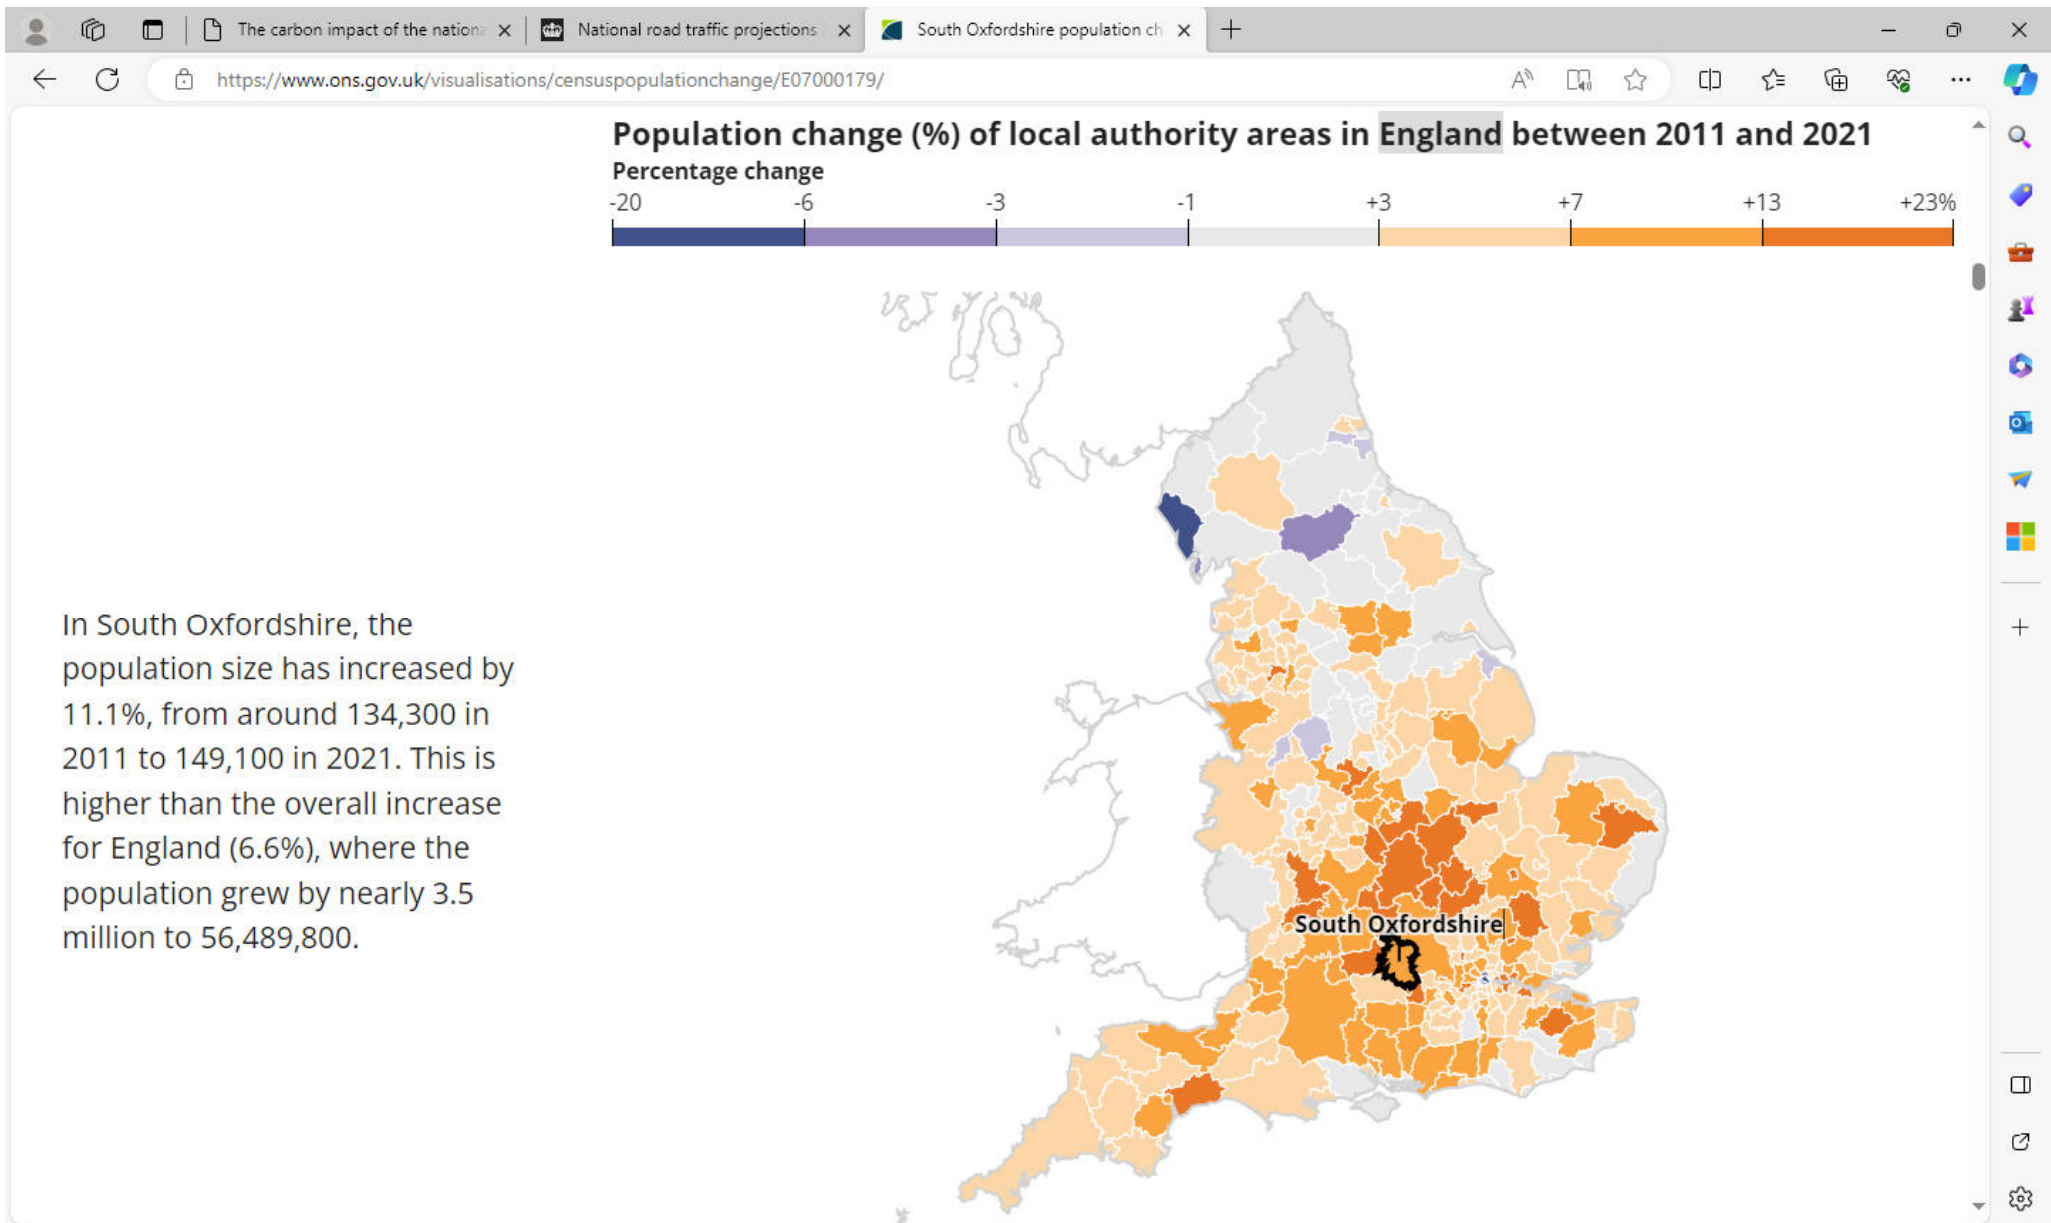 The carbon impact of the nationa
National road traffic projections
South Oxfordshire population ch
https://www.ons.gov.uk/visualisations/censuspopulationchange/E07000179/
Population change (%) of local authority areas in England between 2011 and 2021
Percentage change
-20 -6 -3 -1 +3 +7 +13 +23%
In South Oxfordshire, the
population size has increased by
11.1%, from around 134,300 in
2011 to 149,100 in 2021. This is
higher than the overall increase
for England (6.6%), where the
population grew by nearly 3.5
million to 56,489,800.
South Oxfordshire